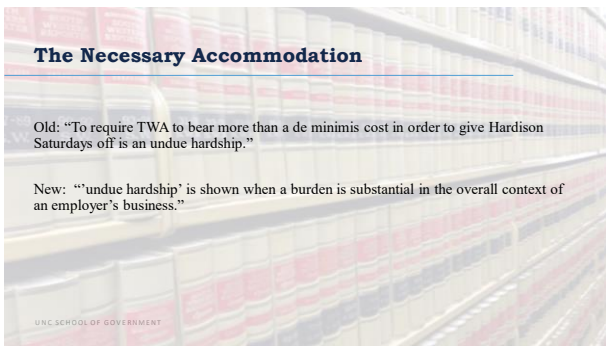 The Necessary Accommodation
Old: “To require TWA to bear more than a de minimis cost in order to give Hardison
Saturdays off is an undue hardship.”
New:  “’undue hardship’ is shown when a burden is substantial in the overall context of
an employer’s business.”
UNC SCHOOL OF GOVERNMENT